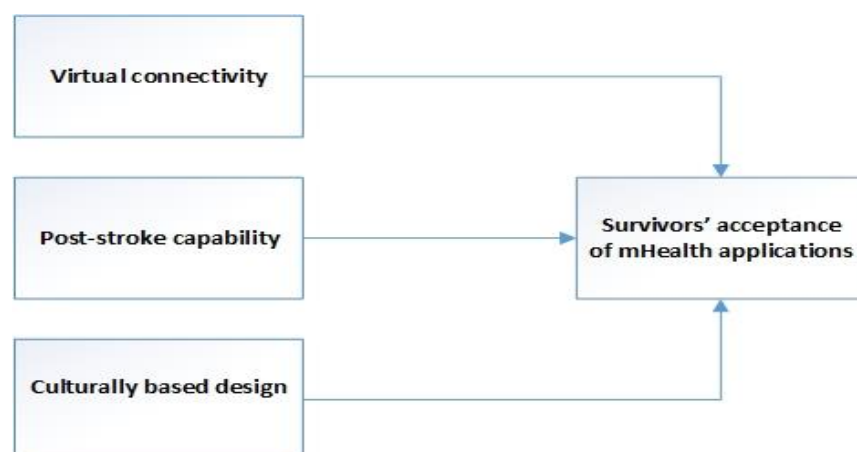 Virtual connectivity
Post-stroke capability
Survivors’ acceptance
of mHealth applications
Culturally based design